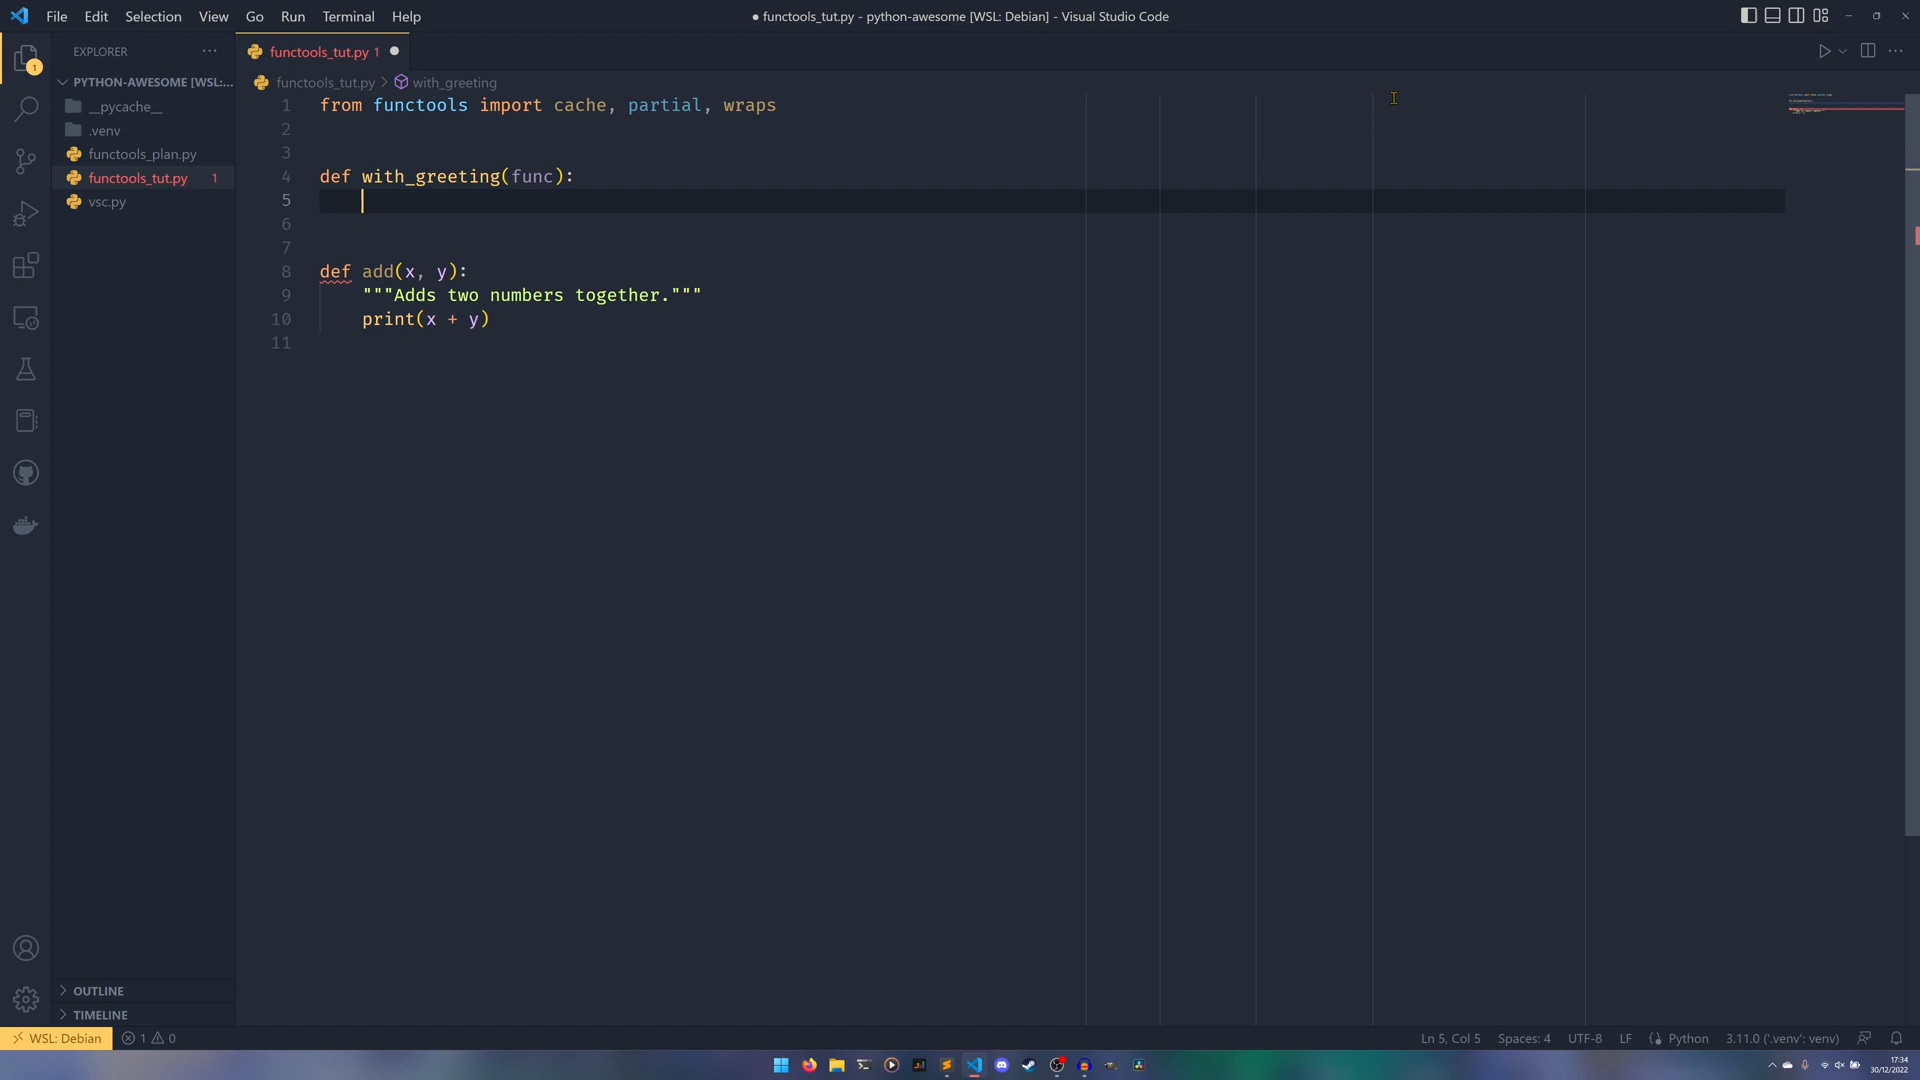 File Edit Selection View Go Run Terminal Help
● functools_tut.py - python-awesome [WSL: Debian] - Visual Studio Code
EXPLORER
PYTHON-AWESOME [WSL:...
__pycache__
.venv
functools_plan.py
functools_tut.py 1
vsc.py
OUTLINE
TIMELINE
1
functools_tut.py 1
functools_tut.py > with_greeting
1 from functools import cache, partial, wraps
2
3
4 def with_greeting(func):
5
6
7
8 def add(x, y):
9 """Adds two numbers together."""
10 print(x + y)
11
WSL: Debian 1 0
Ln 5, Col 5 Spaces: 4 UTF-8 LF Python 3.11.0 ('.venv': venv)
17:34
30/12/2022